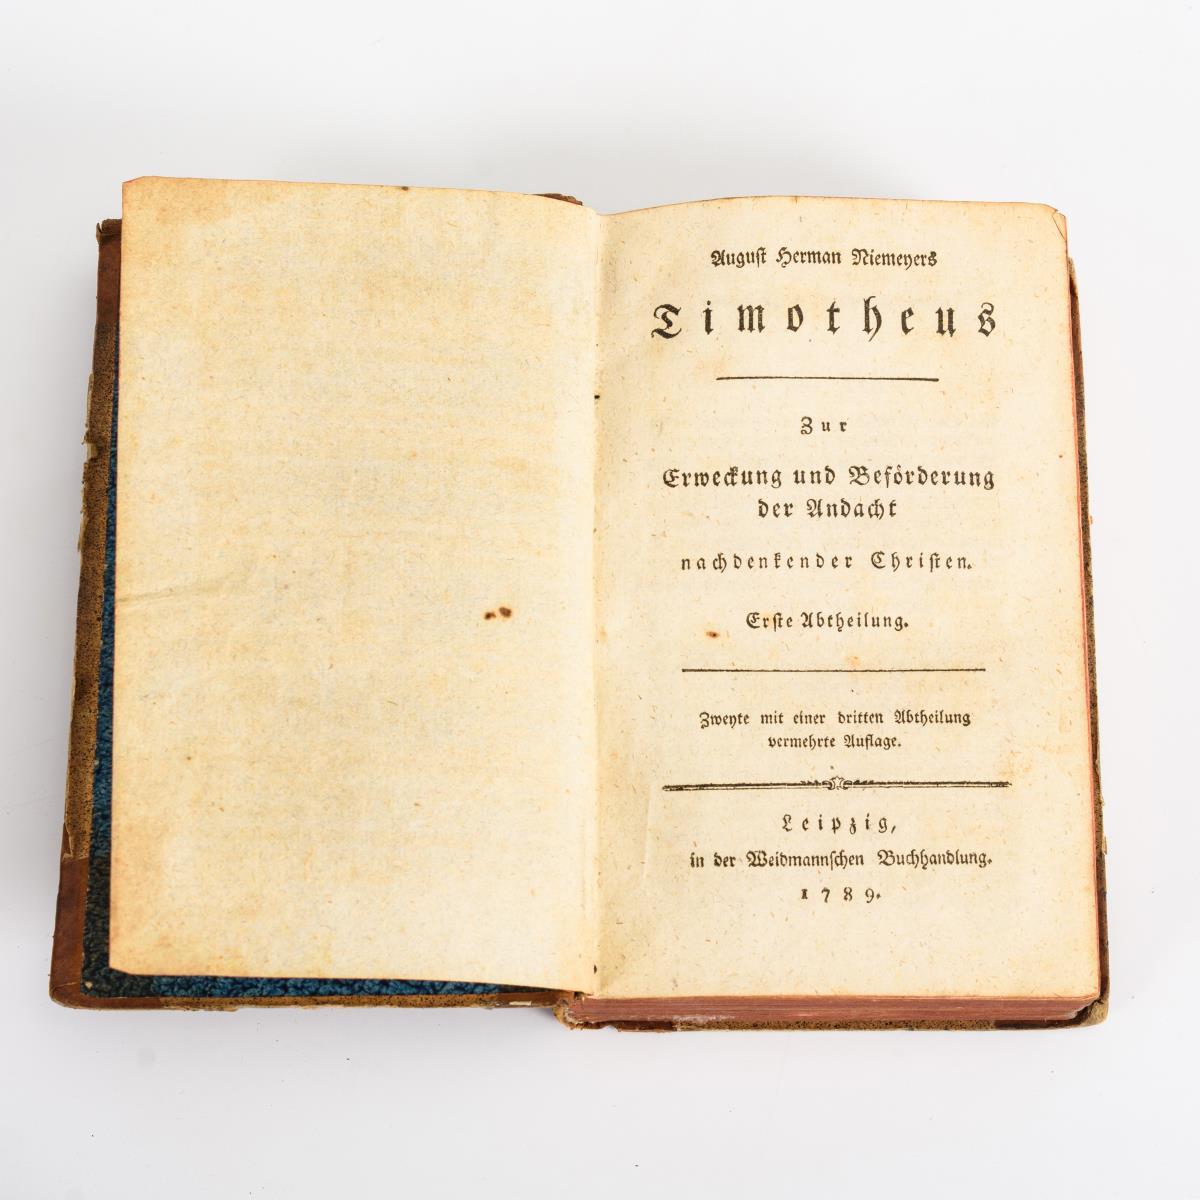 August Herman Niemeyers
Timotheus
Zur
Erweckung und Beförderung
der Andacht
nachdenkender Christen.
Erste Abtheilung.
Zweyte mit einer dritten Abtheilung
vermehrte Auflage.
Leipzig,
in der Weidmannschen Buchhandlung.
1789.